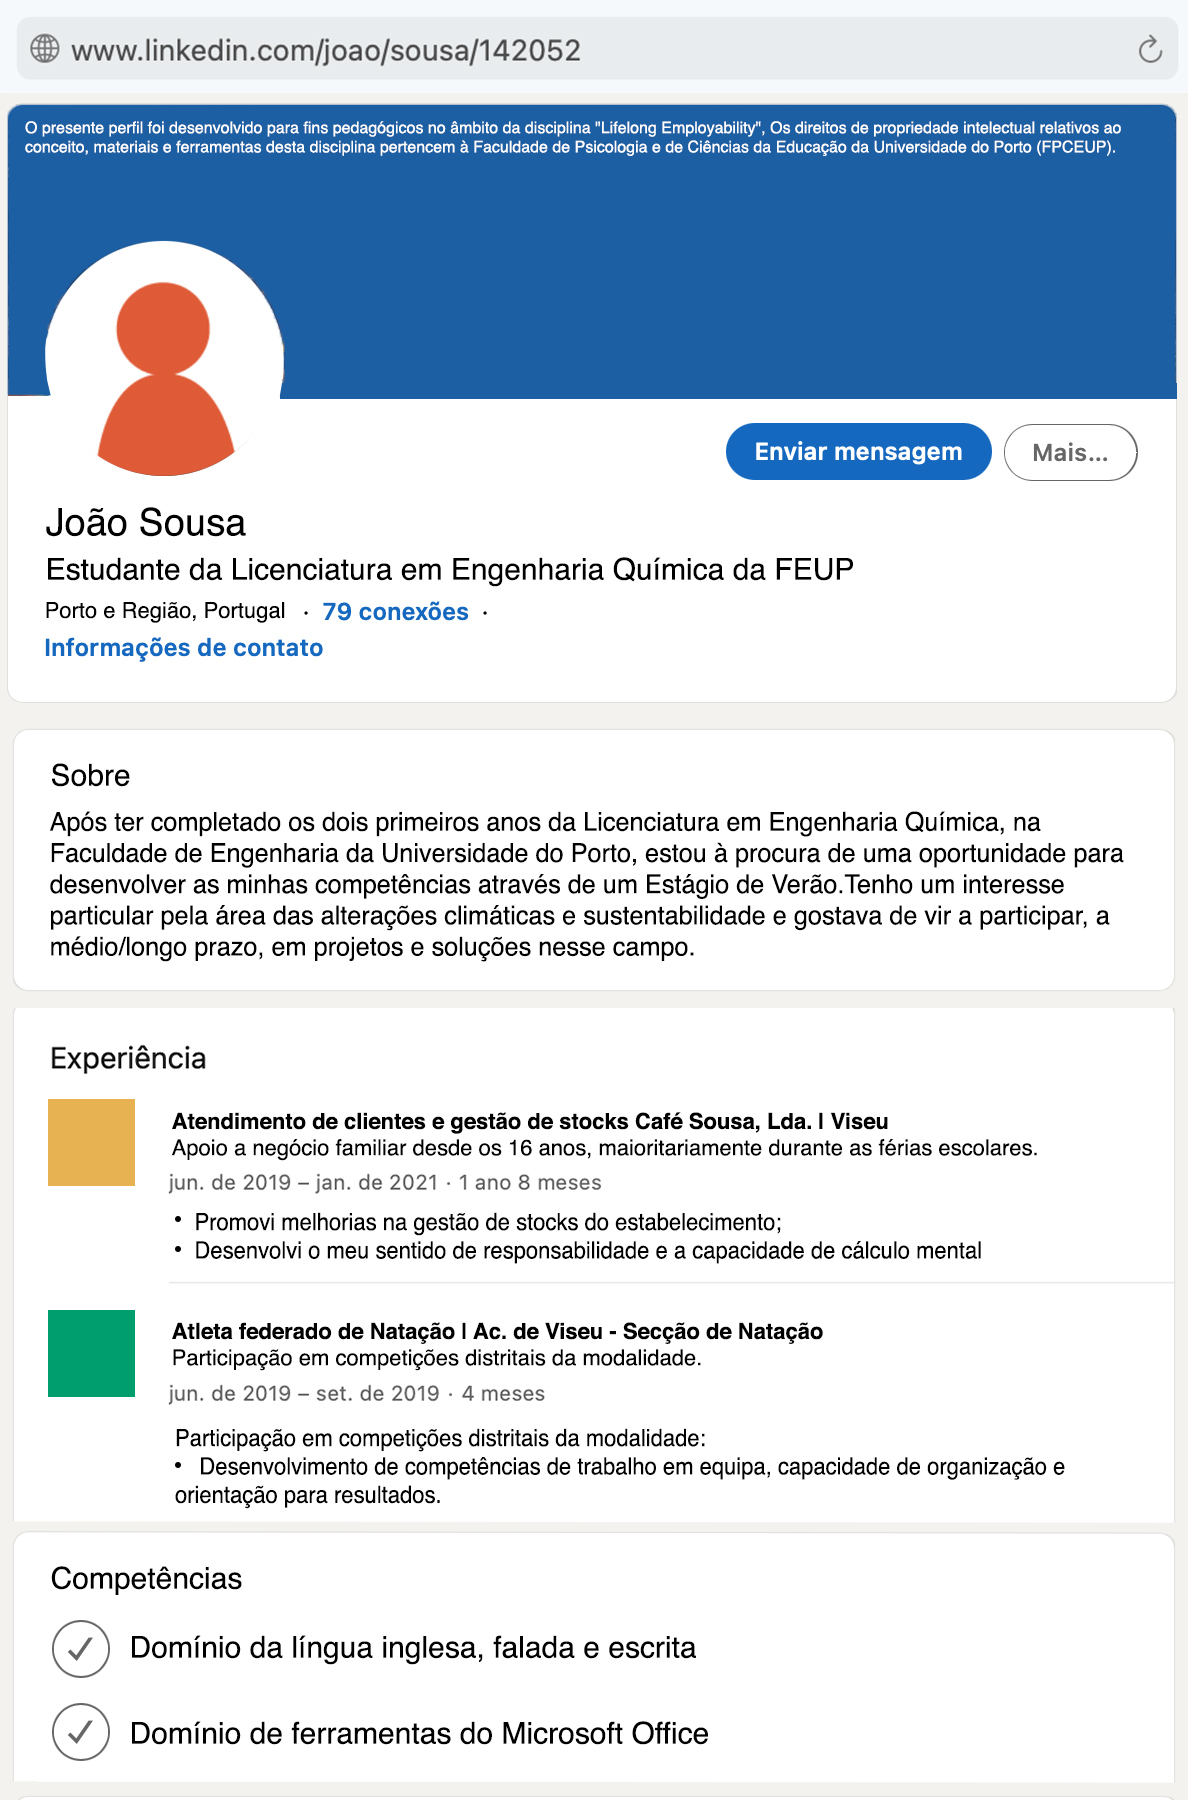 www.linkedin.com/joao/sousa/142052
O presente perfil foi desenvolvido para fins pedagógicos no âmbito da disciplina "Lifelong Employability", Os direitos de propriedade intelectual relativos ao
conceito, materiais e ferramentas desta disciplina pertencem à Faculdade de Psicologia e de Ciências da Educação da Universidade do Porto (FPCEUP).
Enviar mensagem
Mais...
João Sousa
Estudante da Licenciatura em Engenharia Química da FEUP
Porto e Região, Portugal · 79 conexões ·
Informações de contato
Sobre
Após ter completado os dois primeiros anos da Licenciatura em Engenharia Química, na
Faculdade de Engenharia da Universidade do Porto, estou à procura de uma oportunidade para
desenvolver as minhas competências através de um Estágio de Verão.Tenho um interesse
particular pela área das alterações climáticas e sustentabilidade e gostava de vir a participar, a
médio/longo prazo, em projetos e soluções nesse campo.
Experiência
Atendimento de clientes e gestão de stocks Café Sousa, Lda. | Viseu
Apoio a negócio familiar desde os 16 anos, maioritariamente durante as férias escolares.
jun. de 2019 – jan. de 2021 · 1 ano 8 meses
• Promovi melhorias na gestão de stocks do estabelecimento;
• Desenvolvi o meu sentido de responsabilidade e a capacidade de cálculo mental
Atleta federado de Natação | Ac. de Viseu - Secção de Natação
Participação em competições distritais da modalidade.
jun. de 2019 – set. de 2019 · 4 meses
Participação em competições distritais da modalidade:
• Desenvolvimento de competências de trabalho em equipa, capacidade de organização e
orientação para resultados.
Competências
Domínio da língua inglesa, falada e escrita
Domínio de ferramentas do Microsoft Office